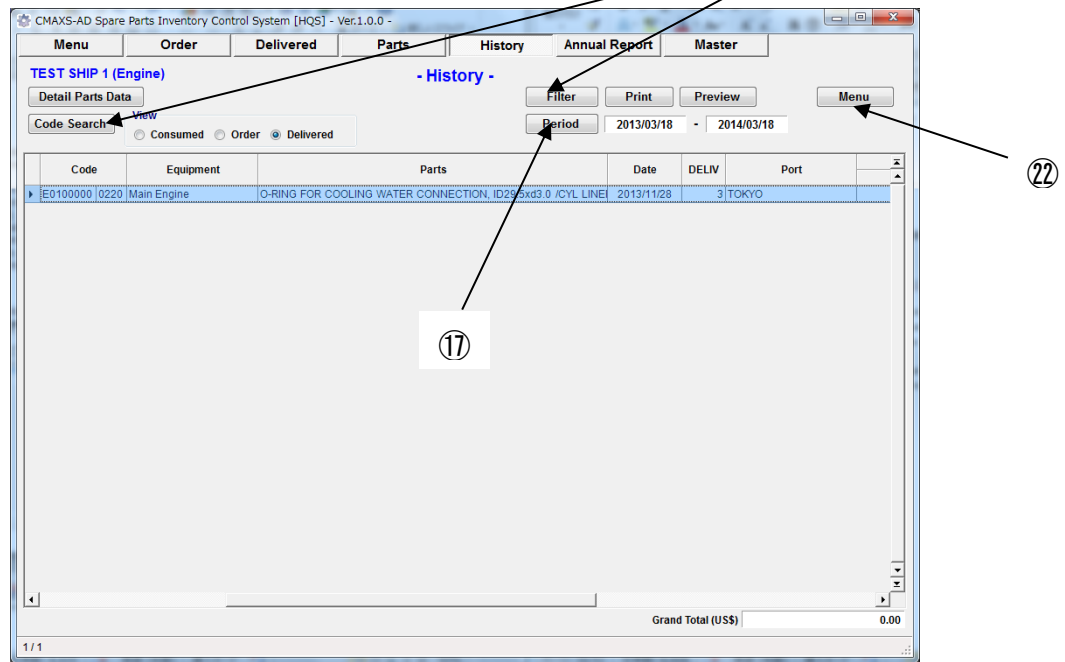 CMAXS-AD Spare Parts Inventory Control System [HQS] - Ver.1.0.0 -
Menu Order Delivered Parts History Annual Report Master
TEST SHIP 1 (Engine) - History -
Detail Parts Data Filter Print Preview Menu
Code Search View Period 2013/03/18 - 2014/03/18
Consumed Order Delivered
Code Equipment Parts Date DELIV Port
E0100000 0220 Main Engine O-RING FOR COOLING WATER CONNECTION, ID29.5xd3.0 /CYL LINE 2013/11/28 3 TOKYO
㉒
⑰
Grand Total (US$) 0.00
1 / 1